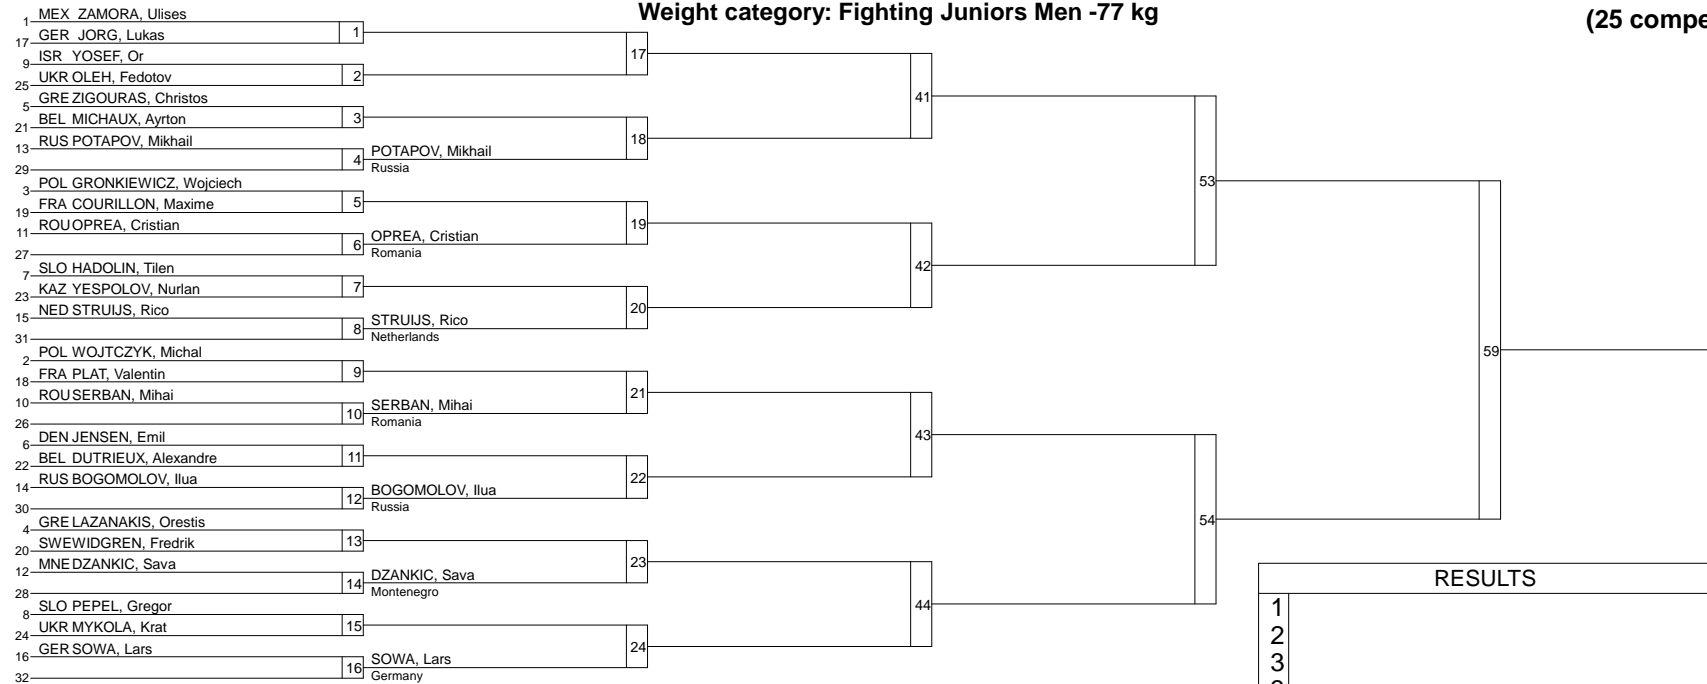 Weight category: Fighting Juniors Men -77 kg
(25 compe
1 MEX ZAMORA, Ulises
1
17 GER JORG, Lukas
17
9 ISR YOSEF, Or
2
25 UKR OLEH, Fedotov
41
5 GRE ZIGOURAS, Christos
3
21 BEL MICHAUX, Ayrton
18
13 RUS POTAPOV, Mikhail
4 POTAPOV, Mikhail
Russia
29
53
3 POL GRONKIEWICZ, Wojciech
5
19 FRA COURILLON, Maxime
19
11 ROU OPREA, Cristian
6 OPREA, Cristian
Romania
27
42
7 SLO HADOLIN, Tilen
7
23 KAZ YESPOLOV, Nurlan
20
15 NED STRUIJS, Rico
8 STRUIJS, Rico
Netherlands
31
59
2 POL WOJTCZYK, Michal
9
18 FRA PLAT, Valentin
21
10 ROU SERBAN, Mihai
10 SERBAN, Mihai
Romania
26
43
6 DEN JENSEN, Emil
11
22 BEL DUTRIEUX, Alexandre
22
14 RUS BOGOMOLOV, Ilua
12 BOGOMOLOV, Ilua
Russia
30
54
4 GRE LAZANAKIS, Orestis
13
20 SWE WIDGREN, Fredrik
23
12 MNE DZANKIC, Sava
14 DZANKIC, Sava
Montenegro
28
44
8 SLO PEPEL, Gregor
15
24 UKR MYKOLA, Krat
24
16 GER SOWA, Lars
16 SOWA, Lars
Germany
32
RESULTS
1
2
3